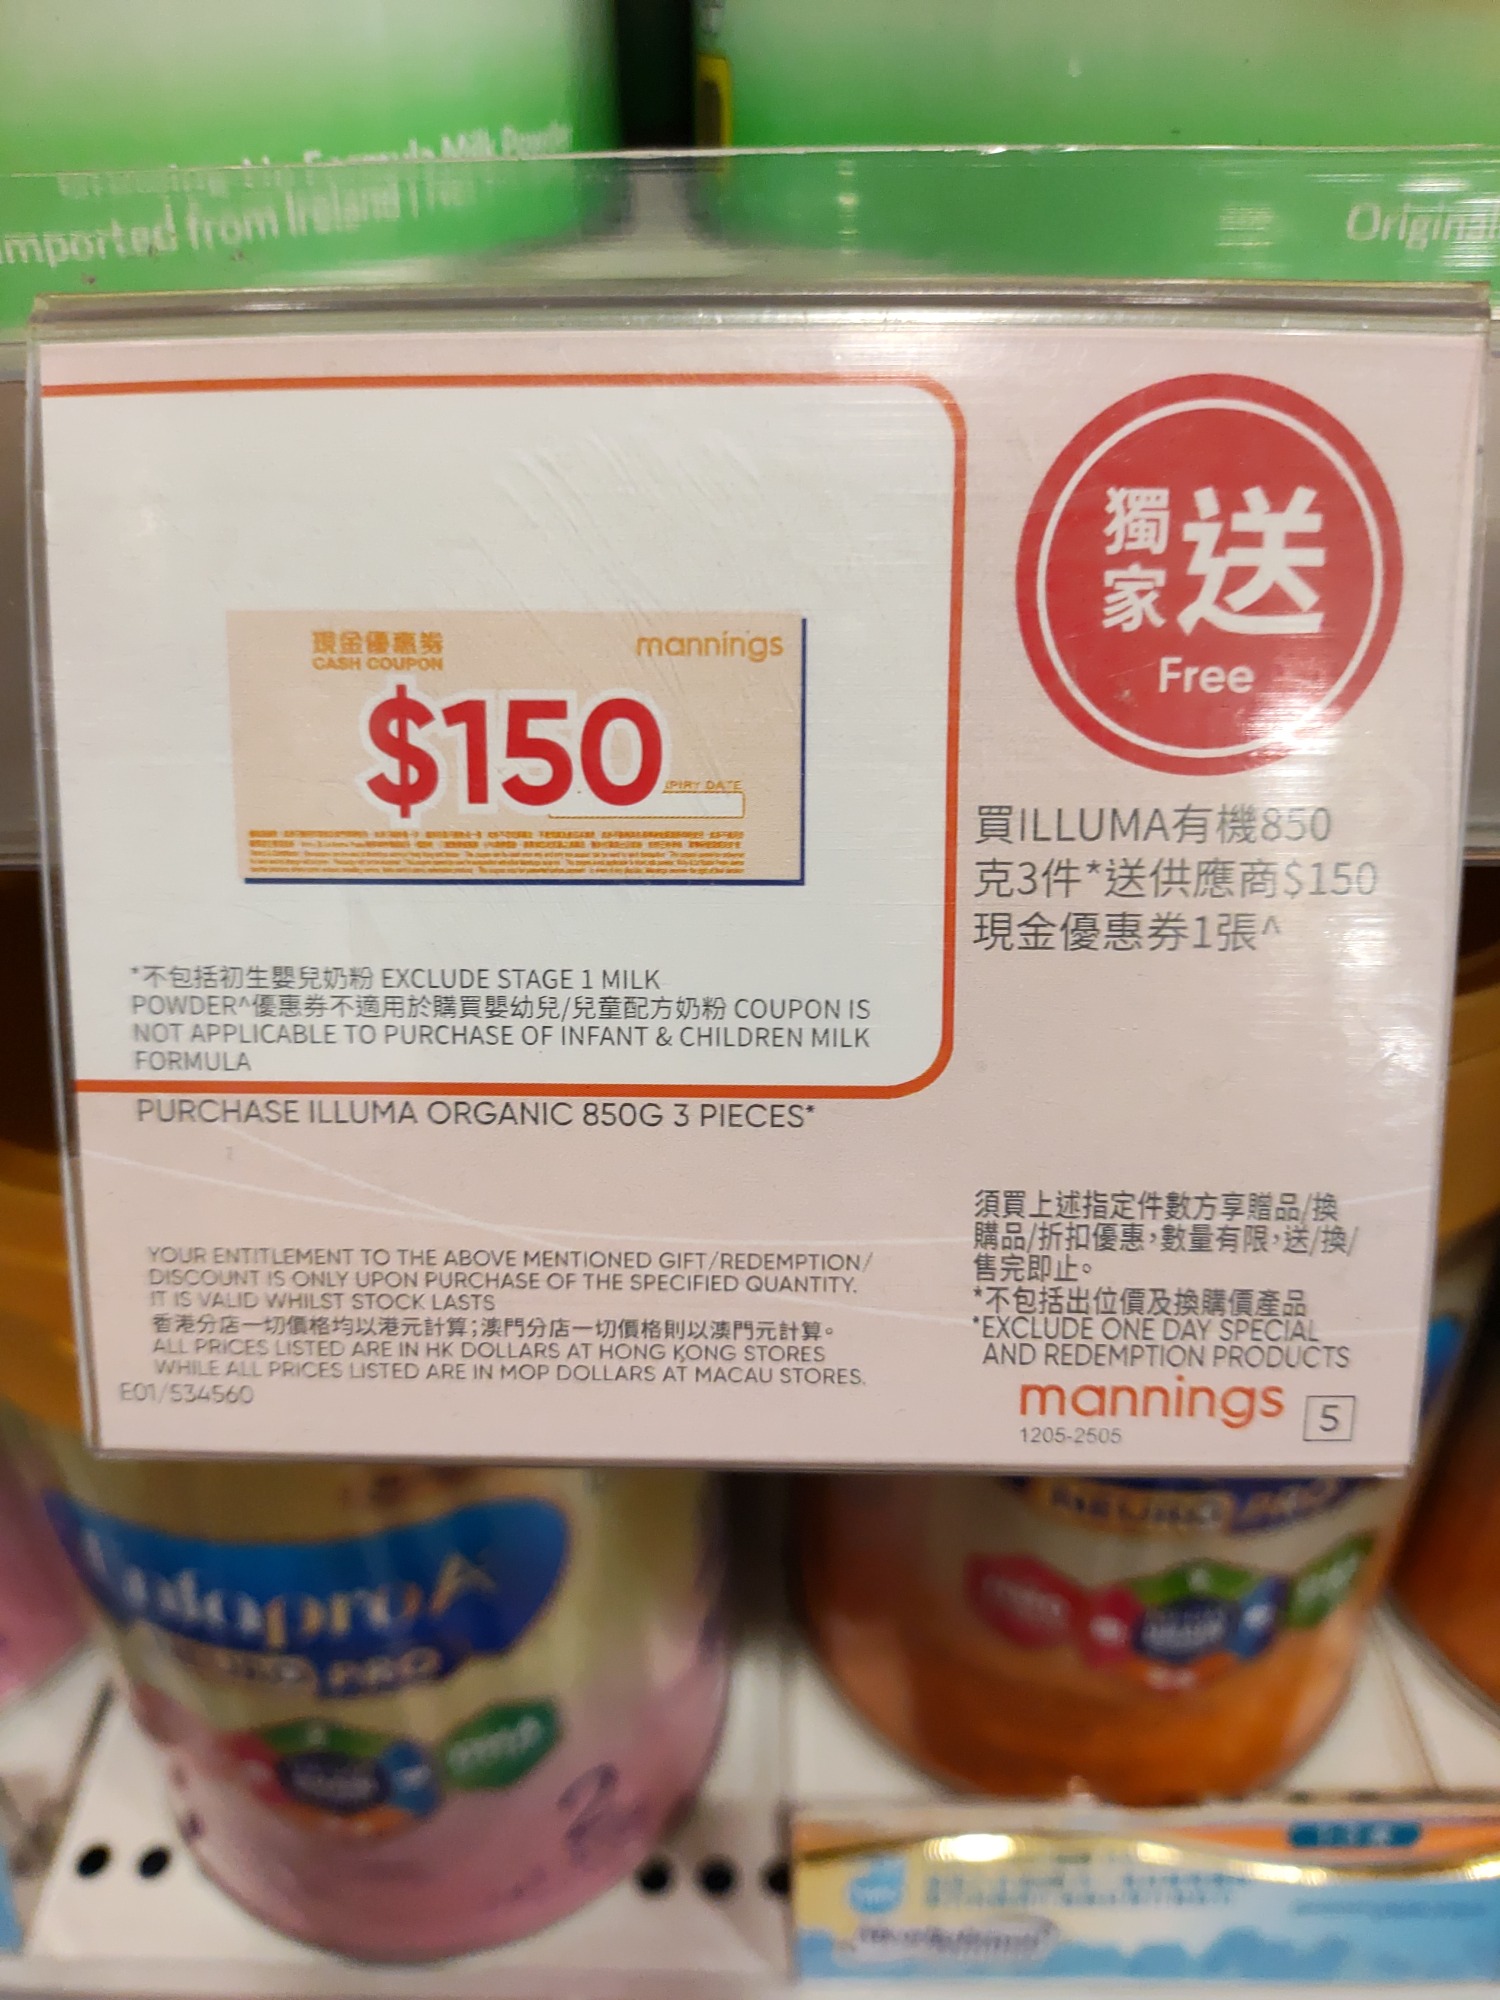 Formula Milk Powder
imported from Ireland
Original
獨家 送
Free
現金優惠券
CASH COUPON
mannings
$150
PIRY DATE
買ILLUMA有機850
克3件*送供應商$150
現金優惠券1張^
*不包括初生嬰兒奶粉 EXCLUDE STAGE 1 MILK
POWDER^優惠券不適用於購買嬰幼兒/兒童配方奶粉 COUPON IS
NOT APPLICABLE TO PURCHASE OF INFANT & CHILDREN MILK
FORMULA
PURCHASE ILLUMA ORGANIC 850G 3 PIECES*
YOUR ENTITLEMENT TO THE ABOVE MENTIONED GIFT/REDEMPTION/
DISCOUNT IS ONLY UPON PURCHASE OF THE SPECIFIED QUANTITY.
IT IS VALID WHILST STOCK LASTS
香港分店一切價格均以港元計算;澳門分店一切價格則以澳門元計算。
ALL PRICES LISTED ARE IN HK DOLLARS AT HONG KONG STORES
WHILE ALL PRICES LISTED ARE IN MOP DOLLARS AT MACAU STORES.
E01/534560
須買上述指定件數方享贈品/換
購品/折扣優惠,數量有限,送/換/
售完即止。
*不包括出位價及換購價產品
*EXCLUDE ONE DAY SPECIAL
AND REDEMPTION PRODUCTS
mannings
1205-2505
5